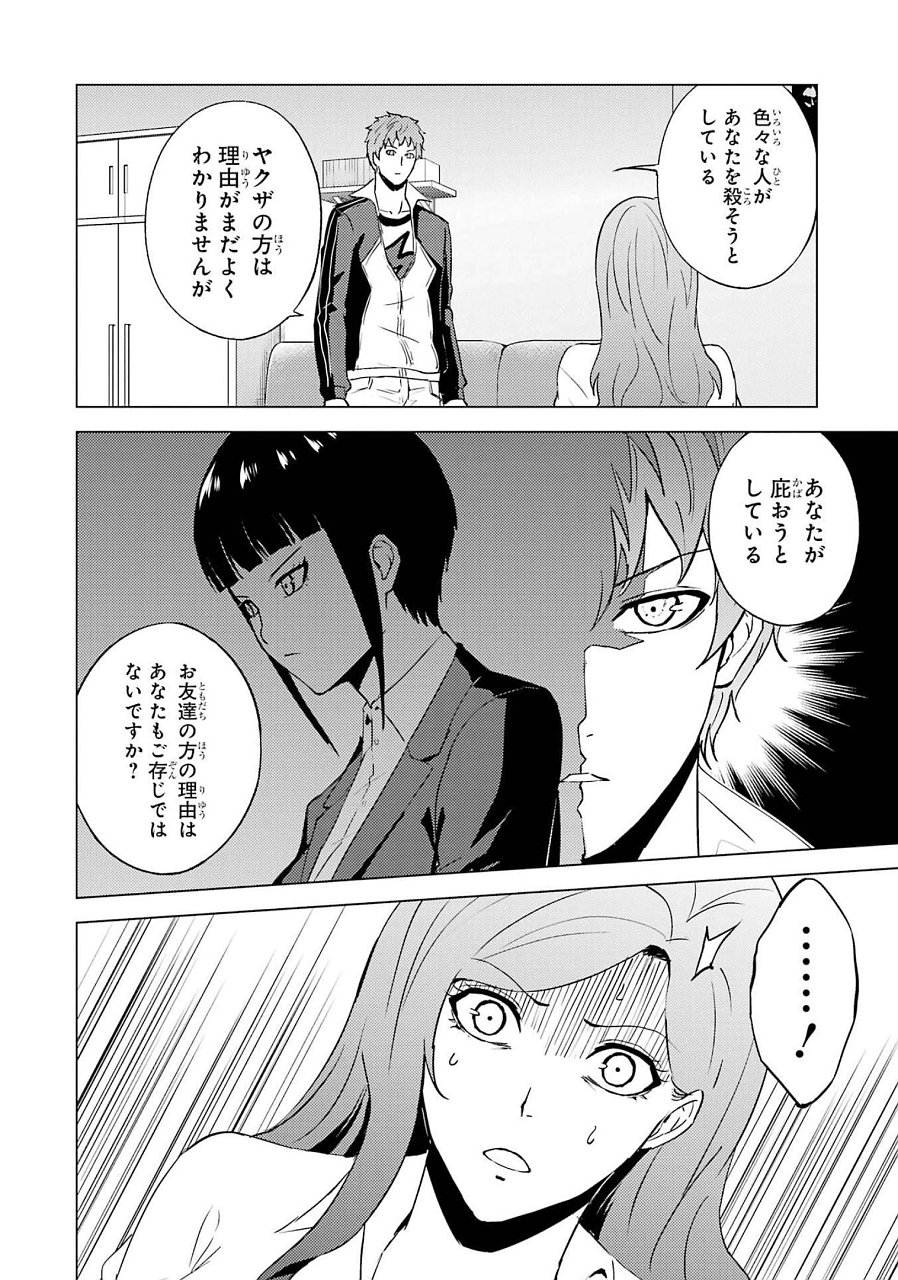 色々な人が
あなたを殺そうと
している
ヤクザの方は
理由がまだよく
わかりませんが
あなたが
庇おうと
している
お友達の方の理由は
あなたもご存じでは
ないですか?
………!